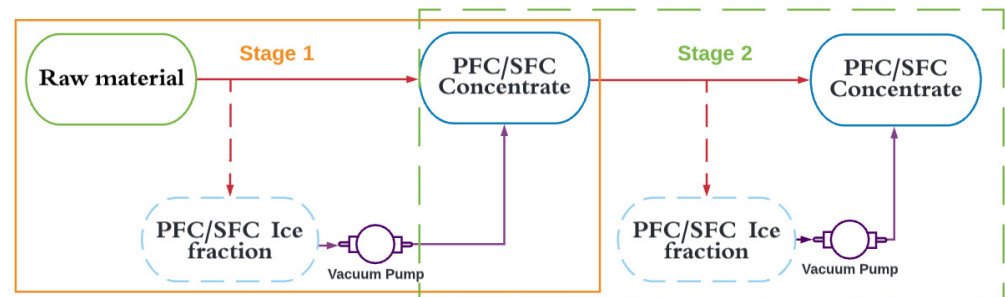 Stage 1
Stage 2
Raw material
PFC/SFC
Concentrate
PFC/SFC
Concentrate
PFC/SFC Ice
fraction
Vacuum Pump
PFC/SFC Ice
fraction
Vacuum Pump